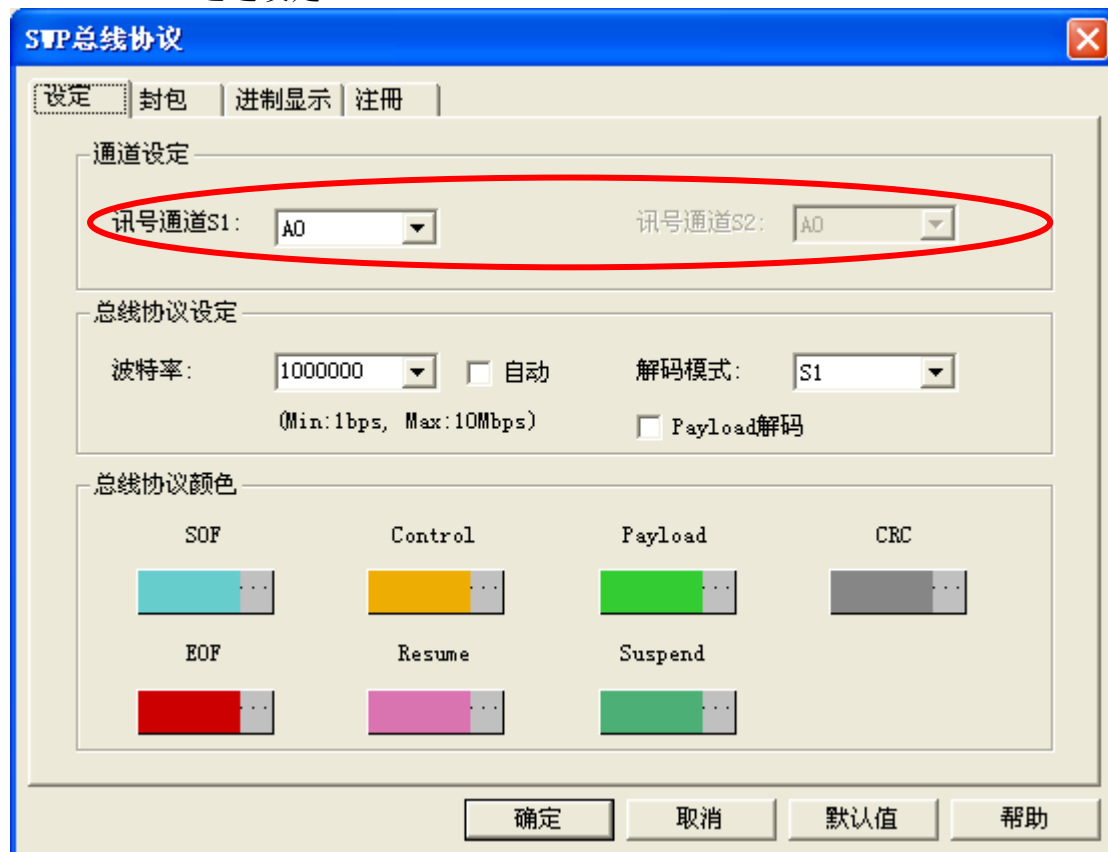 SWP总线协议
设定 封包 进制显示 注册
通道设定
讯号通道S1: A0 讯号通道S2: A0
总线协议设定
波特率: 1000000 自动 解码模式: S1
(Min:1bps, Max:10Mbps) Payload解码
总线协议颜色
SOF Control Payload CRC
... ... ... ...
EOF Resume Suspend
... ... ...
确定 取消 默认值 帮助